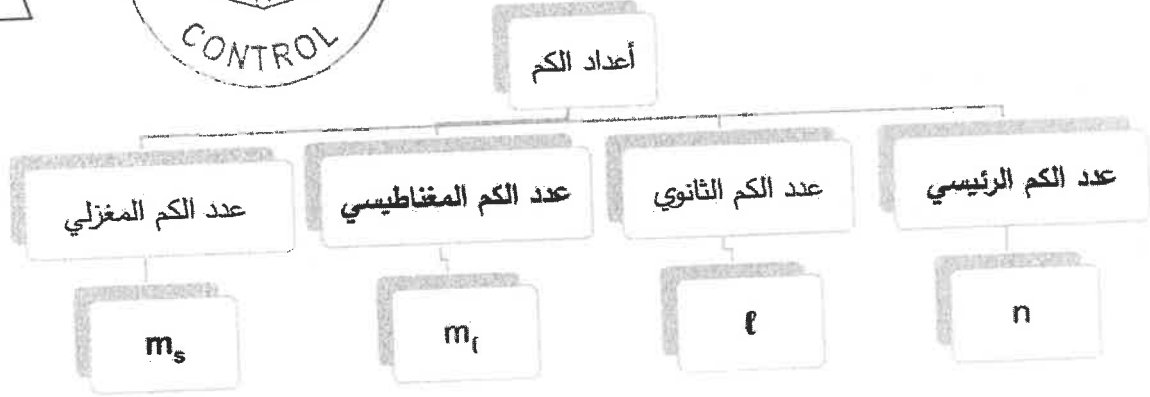 CONTROL
أعداد الكم
عدد الكم الرئيسي
عدد الكم الثانوي
عدد الكم المغناطيسي
عدد الكم المغزلي
n
ℓ
mₗ
mₛ